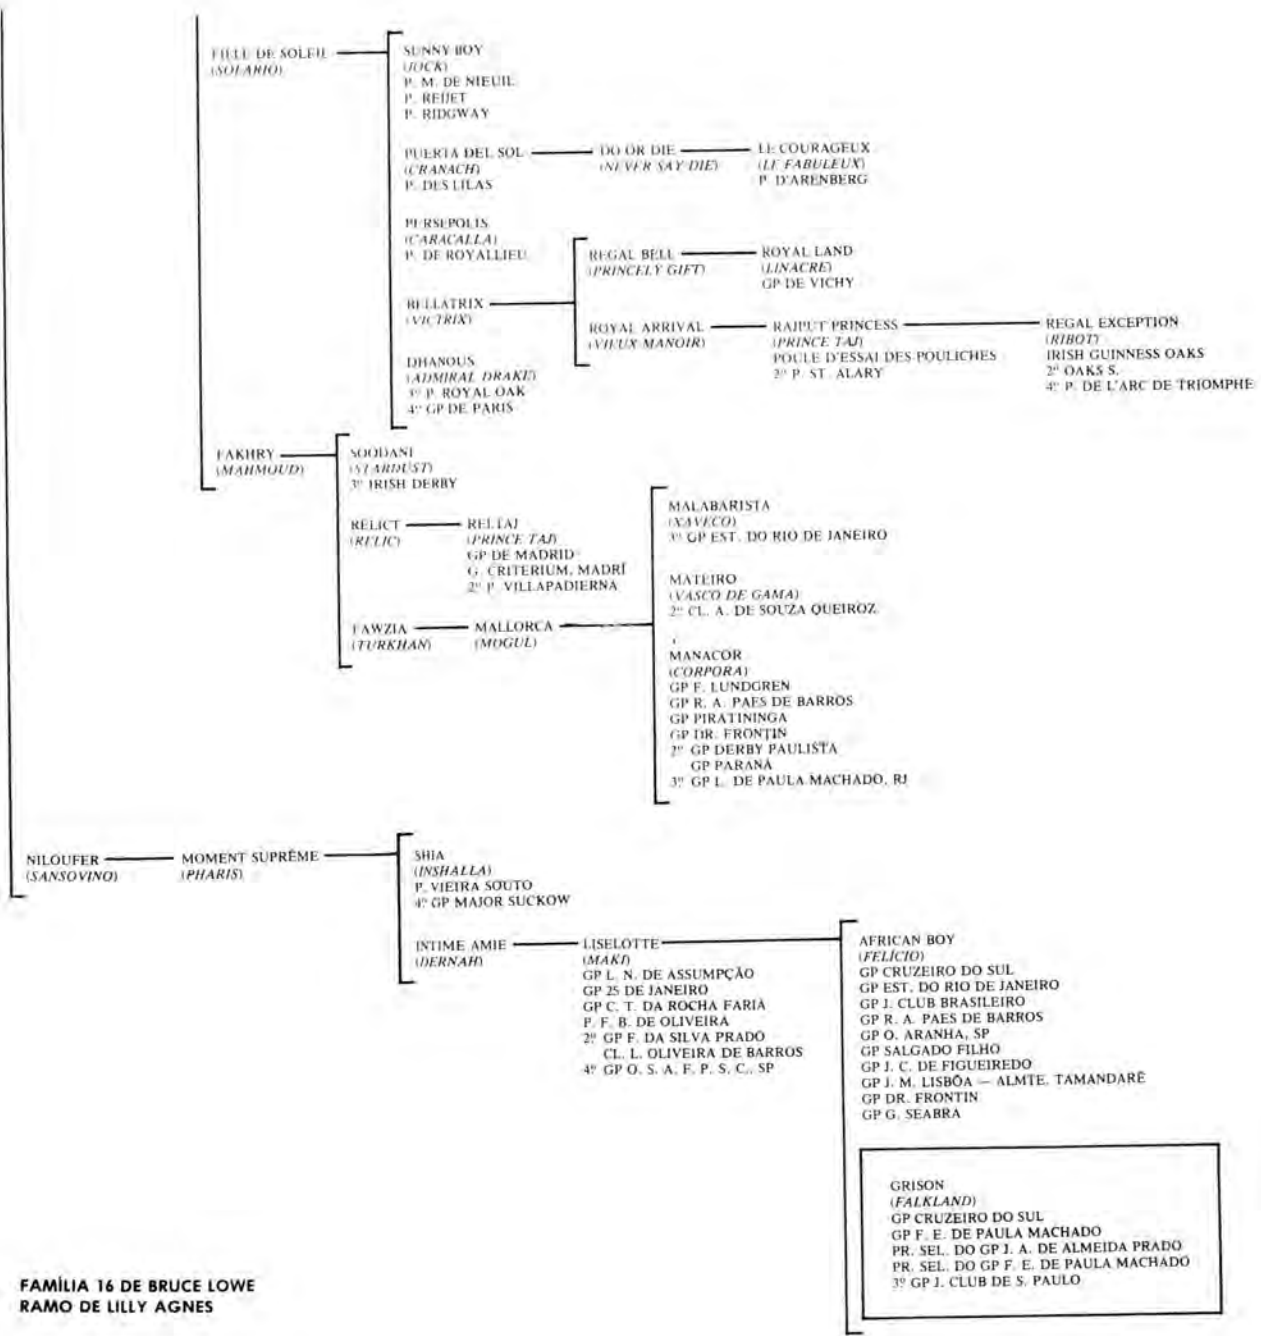 FILLE DE SOLEIL
(SOLARIO)
SUNNY BOY
(JOCK)
P. M. DE NIEUIL
P. REIJET
P. RIDGWAY
PUERTA DEL SOL
(CRANACH)
P. DES LILAS
DO OR DIE
(NEVER SAY DIE)
LE COURAGEUX
(LE FABULEUX)
P. D'ARENBERG
PERSEPOLIS
(CARACALLA)
P. DE ROYALLIEU
BELLATRIX
(VICTRIX)
REGAL BELL
(PRINCELY GIFT)
ROYAL LAND
(LINACRE)
GP DE VICHY
ROYAL ARRIVAL
(VIEUX MANOIR)
RAJPUT PRINCESS
(PRINCE TAJ)
POULE D'ESSAI DES POULICHES
2º P. ST. ALARY
REGAL EXCEPTION
(RIBOT)
IRISH GUINNESS OAKS
2º OAKS S.
4º P. DE L'ARC DE TRIOMPHE
DHANOUS
(ADMIRAL DRAKE)
3º P. ROYAL OAK
4º GP DE PARIS
FAKHRY
(MAHMOUD)
SOODANI
(STARDUST)
3º IRISH DERBY
RELICT
(RELIC)
RELTAJ
(PRINCE TAJ)
GP DE MADRID
G. CRITERIUM, MADRÍ
2º P. VILLAPADIERNA
FAWZIA
(TURKHAN)
MALLORCA
(MOGUL)
MALABARISTA
(XAVECO)
3º GP EST. DO RIO DE JANEIRO
MATEIRO
(VASCO DE GAMA)
2º CL. A. DE SOUZA QUEIROZ
MANACOR
(CORPORA)
GP F. LUNDGREN
GP R. A. PAES DE BARROS
GP PIRATININGA
GP DR. FRONTIN
2º GP DERBY PAULISTA
GP PARANÁ
3º GP L. DE PAULA MACHADO, RJ
NILOUFER
(SANSOVINO)
MOMENT SUPRÊME
(PHARIS)
SHIA
(INSHALLA)
P. VIEIRA SOUTO
4º GP MAJOR SUCKOW
INTIME AMIE
(DERNAH)
LISELOTTE
(MAKI)
GP L. N. DE ASSUMPÇÃO
GP 25 DE JANEIRO
GP C. T. DA ROCHA FARIA
P. F. B. DE OLIVEIRA
2º GP F. DA SILVA PRADO
CL. L. OLIVEIRA DE BARROS
4º GP O. S. A. F. P. S. C., SP
AFRICAN BOY
(FELÍCIO)
GP CRUZEIRO DO SUL
GP EST. DO RIO DE JANEIRO
GP J. CLUB BRASILEIRO
GP R. A. PAES DE BARROS
GP O. ARANHA, SP
GP SALGADO FILHO
GP J. C. DE FIGUEIREDO
GP J. M. LISBÔA — ALMTE. TAMANDARÉ
GP DR. FRONTIN
GP G. SEABRA
GRISON
(FALKLAND)
GP CRUZEIRO DO SUL
GP F. E. DE PAULA MACHADO
PR. SEL. DO GP J. A. DE ALMEIDA PRADO
PR. SEL. DO GP F. E. DE PAULA MACHADO
3º GP J. CLUB DE S. PAULO
FAMÍLIA 16 DE BRUCE LOWE
RAMO DE LILLY AGNES